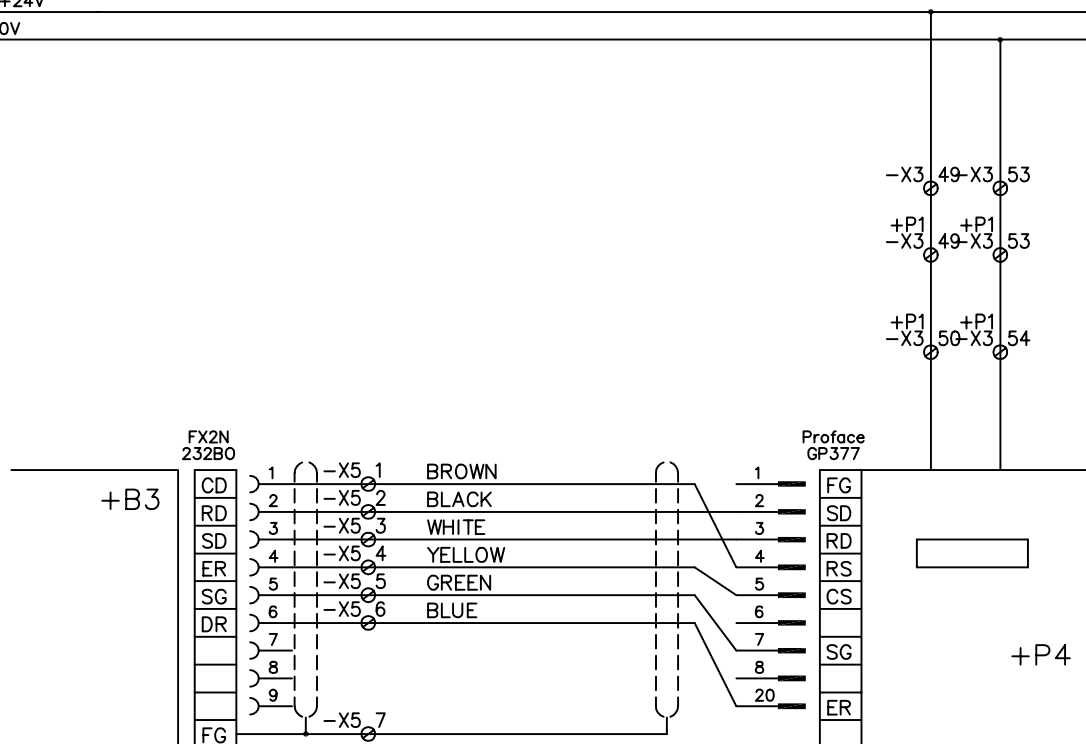 +24V
0V
-X3 49 -X3 53
+P1 +P1
-X3 49 -X3 53
+P1 +P1
-X3 50 -X3 54
FX2N
232BO
Proface
GP377
+B3
CD 1 -X5 1 BROWN 1 FG
RD 2 -X5 2 BLACK 2 SD
SD 3 -X5 3 WHITE 3 RD
ER 4 -X5 4 YELLOW 4 RS
SG 5 -X5 5 GREEN 5 CS
DR 6 -X5 6 BLUE 6
7 7 SG
8 8
9 20 ER
+P4
FG -X5 7